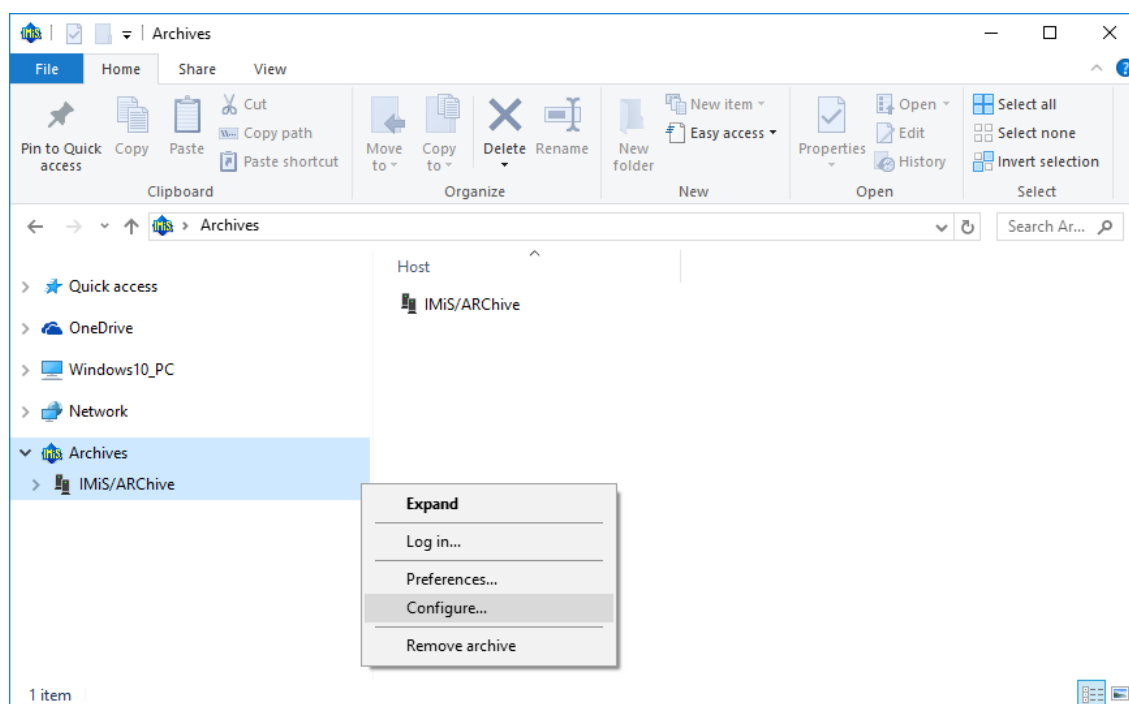 IMiS
Archives
File Home Share View
Pin to Quick access
Copy
Paste
Cut
Copy path
Paste shortcut
Clipboard
Move to
Copy to
Delete
Rename
Organize
New folder
New item
Easy access
New
Properties
Open
Edit
History
Open
Select all
Select none
Invert selection
Select
IMiS
Archives
Search Ar...
Quick access
OneDrive
Windows10_PC
Network
IMiS
Archives
IMiS/ARChive
Host
IMiS/ARChive
Expand
Log in...
Preferences...
Configure...
Remove archive
1 item